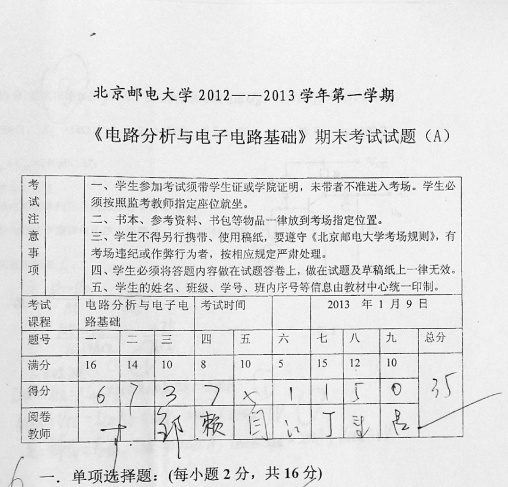 北京邮电大学2012——2013学年第一学期
《电路分析与电子电路基础》期末考试试题（A）
考试注意事项
一、学生参加考试须带学生证或学院证明，未带者不准进入考场。学生必
须按照监考教师指定座位就坐。
二、书本、参考资料、书包等物品一律放到考场指定位置。
三、学生不得另行携带、使用稿纸，要遵守《北京邮电大学考场规则》，有
考场违纪或作弊行为者，按相应规定严肃处理。
四、学生必须将答题内容做在试题答卷上，做在试题及草稿纸上一律无效。
五、学生的姓名、班级、学号、班内序号等信息由教材中心统一印制。
考试课程 电路分析与电子电路基础 考试时间 2013 年 1 月 9 日
题号 一 二 三 四 五 六 七 八 九 总分
满分 16 14 10 8 10 5 15 12 10
得分 6 7 3 7 5 1 1 5 0 35
阅卷教师 邹 赖 丁
6 一．单项选择题：(每小题 2 分，共 16 分)